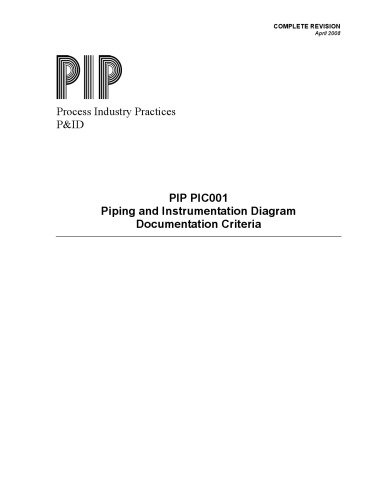 COMPLETE REVISION
April 2008
PIP
Process Industry Practices
P&ID
PIP PIC001
Piping and Instrumentation Diagram
Documentation Criteria